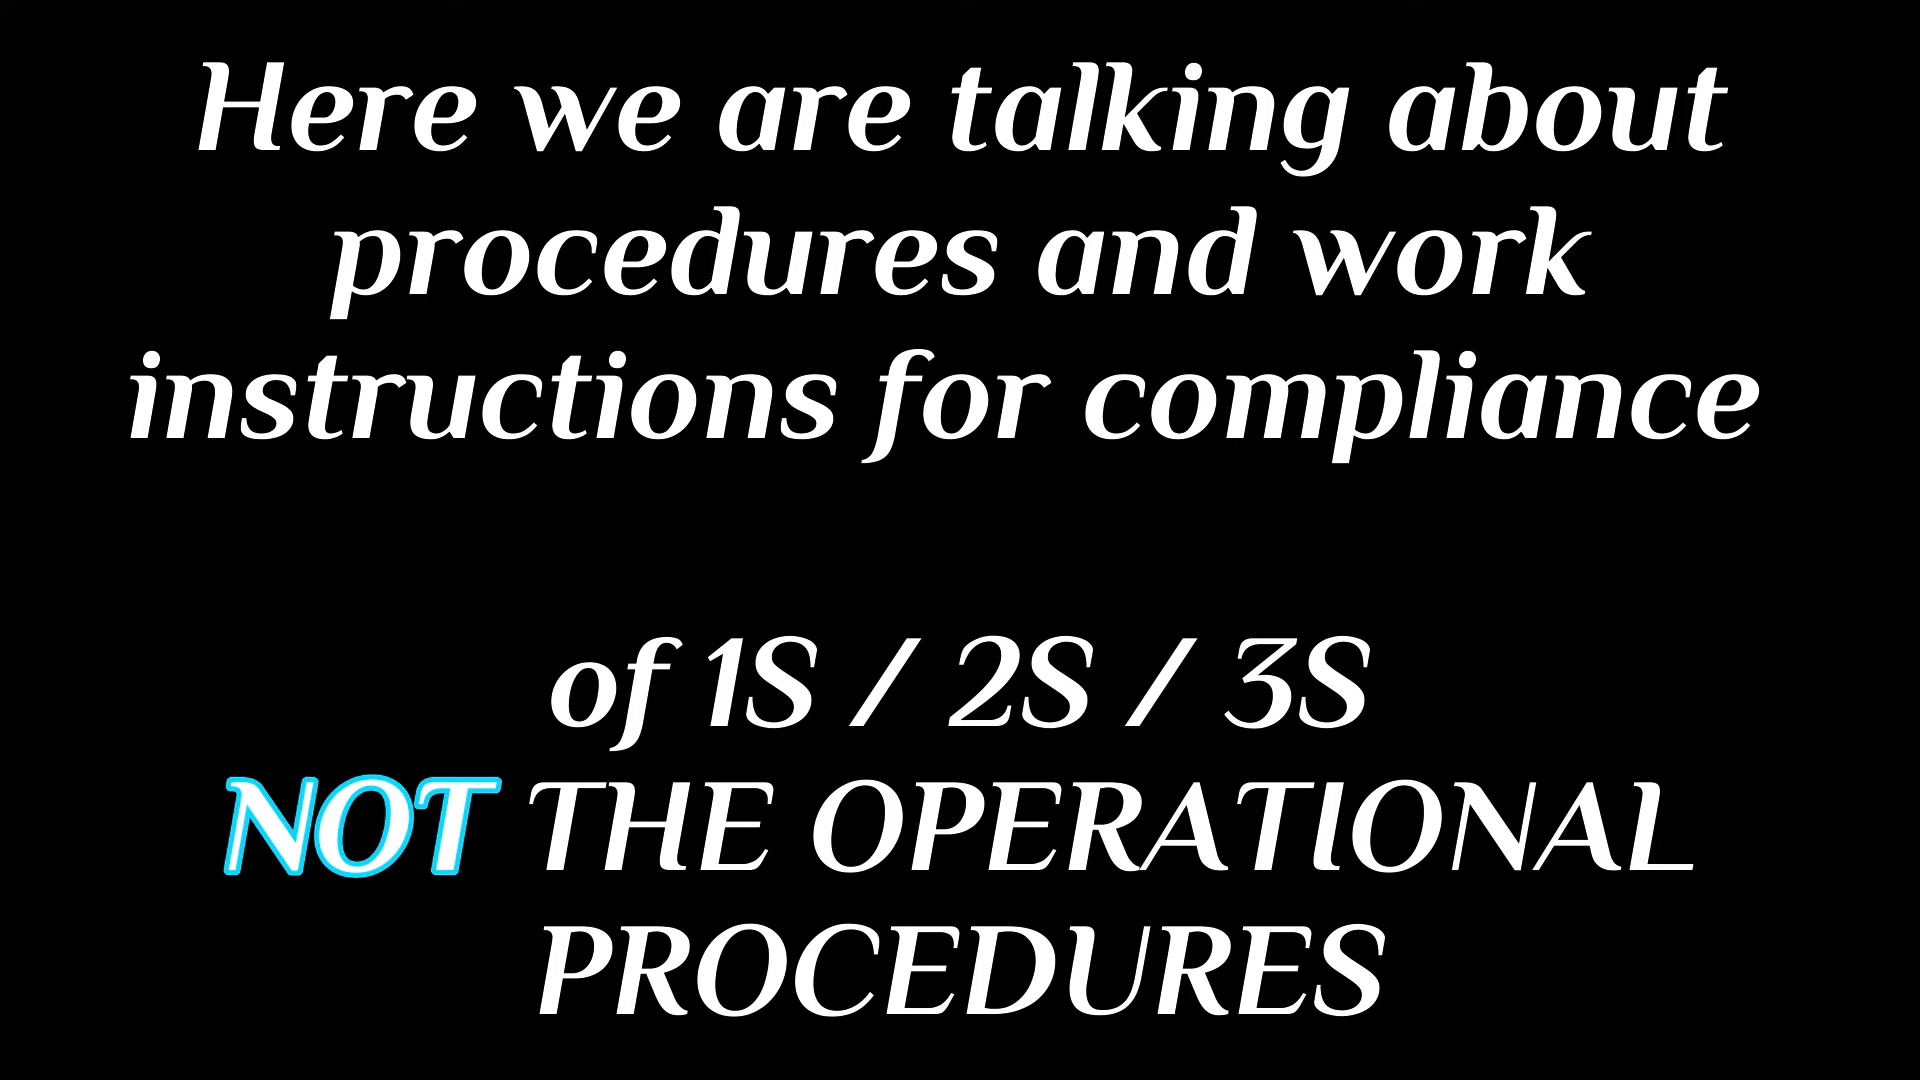 Here we are talking about
procedures and work
instructions for compliance
of 1S / 2S / 3S
NOT THE OPERATIONAL
PROCEDURES